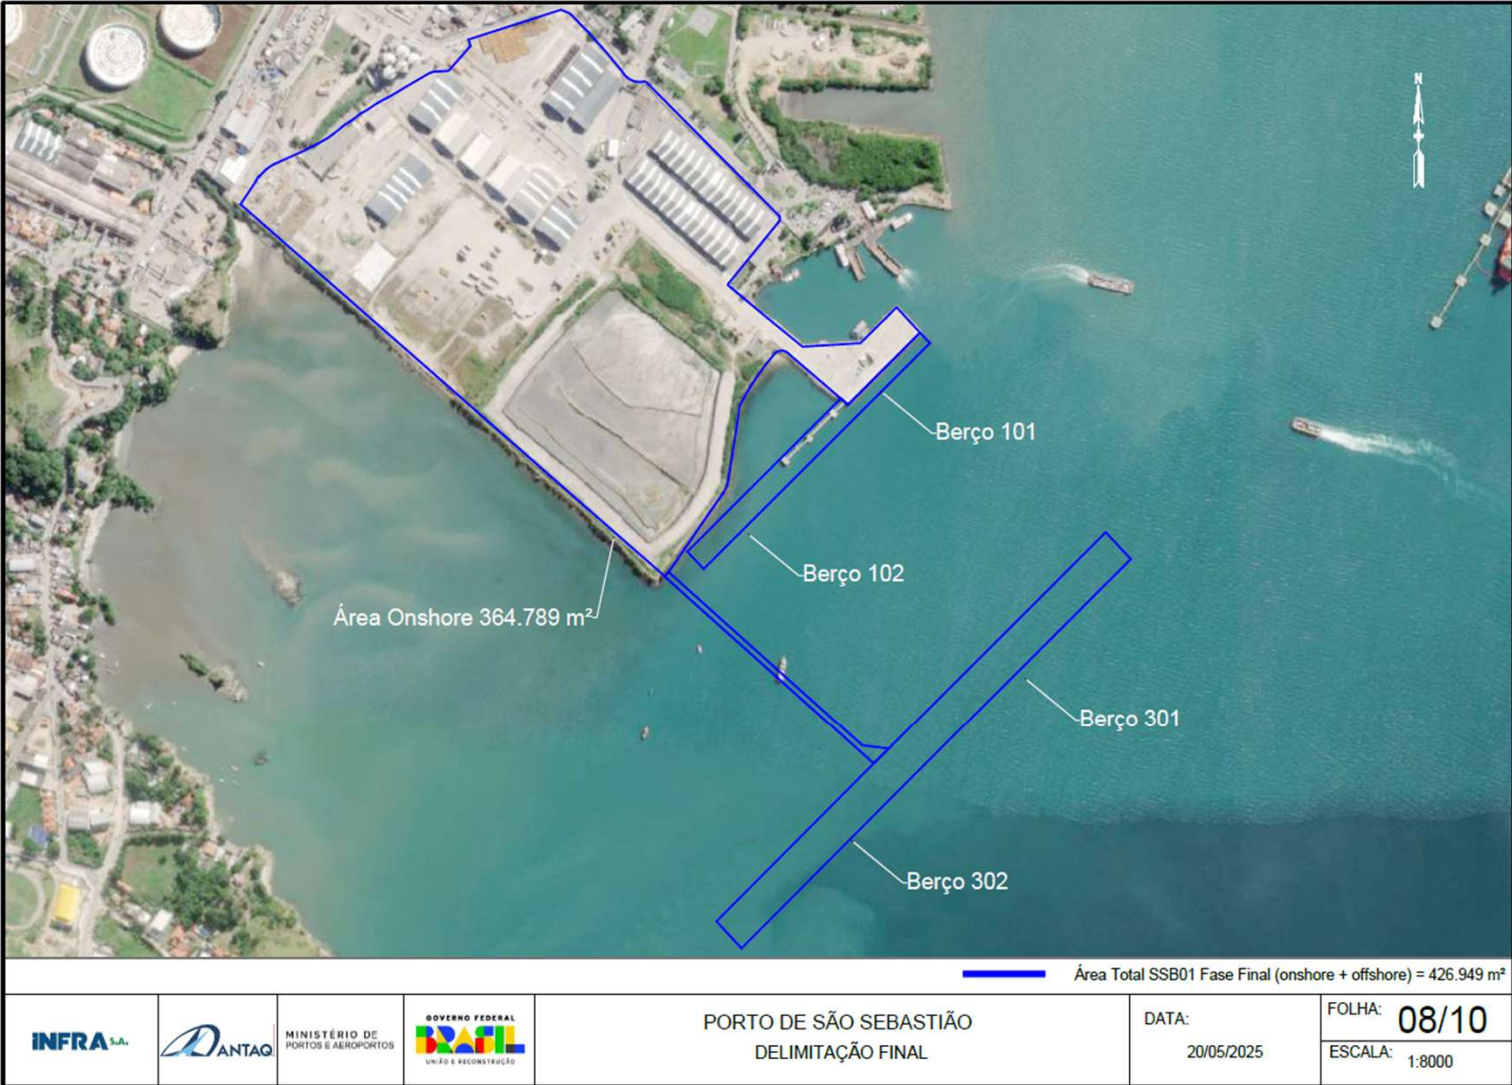 N
Berço 101
Berço 102
Área Onshore 364.789 m²
Berço 301
Berço 302
Área Total SSB01 Fase Final (onshore + offshore) = 426.949 m²
INFRA S.A.
ANTAQ
MINISTÉRIO DE
PORTOS E AEROPORTOS
GOVERNO FEDERAL
BRASIL
UNIÃO E RECONSTRUÇÃO
PORTO DE SÃO SEBASTIÃO
DELIMITAÇÃO FINAL
DATA:
20/05/2025
FOLHA: 08/10
ESCALA: 1:8000